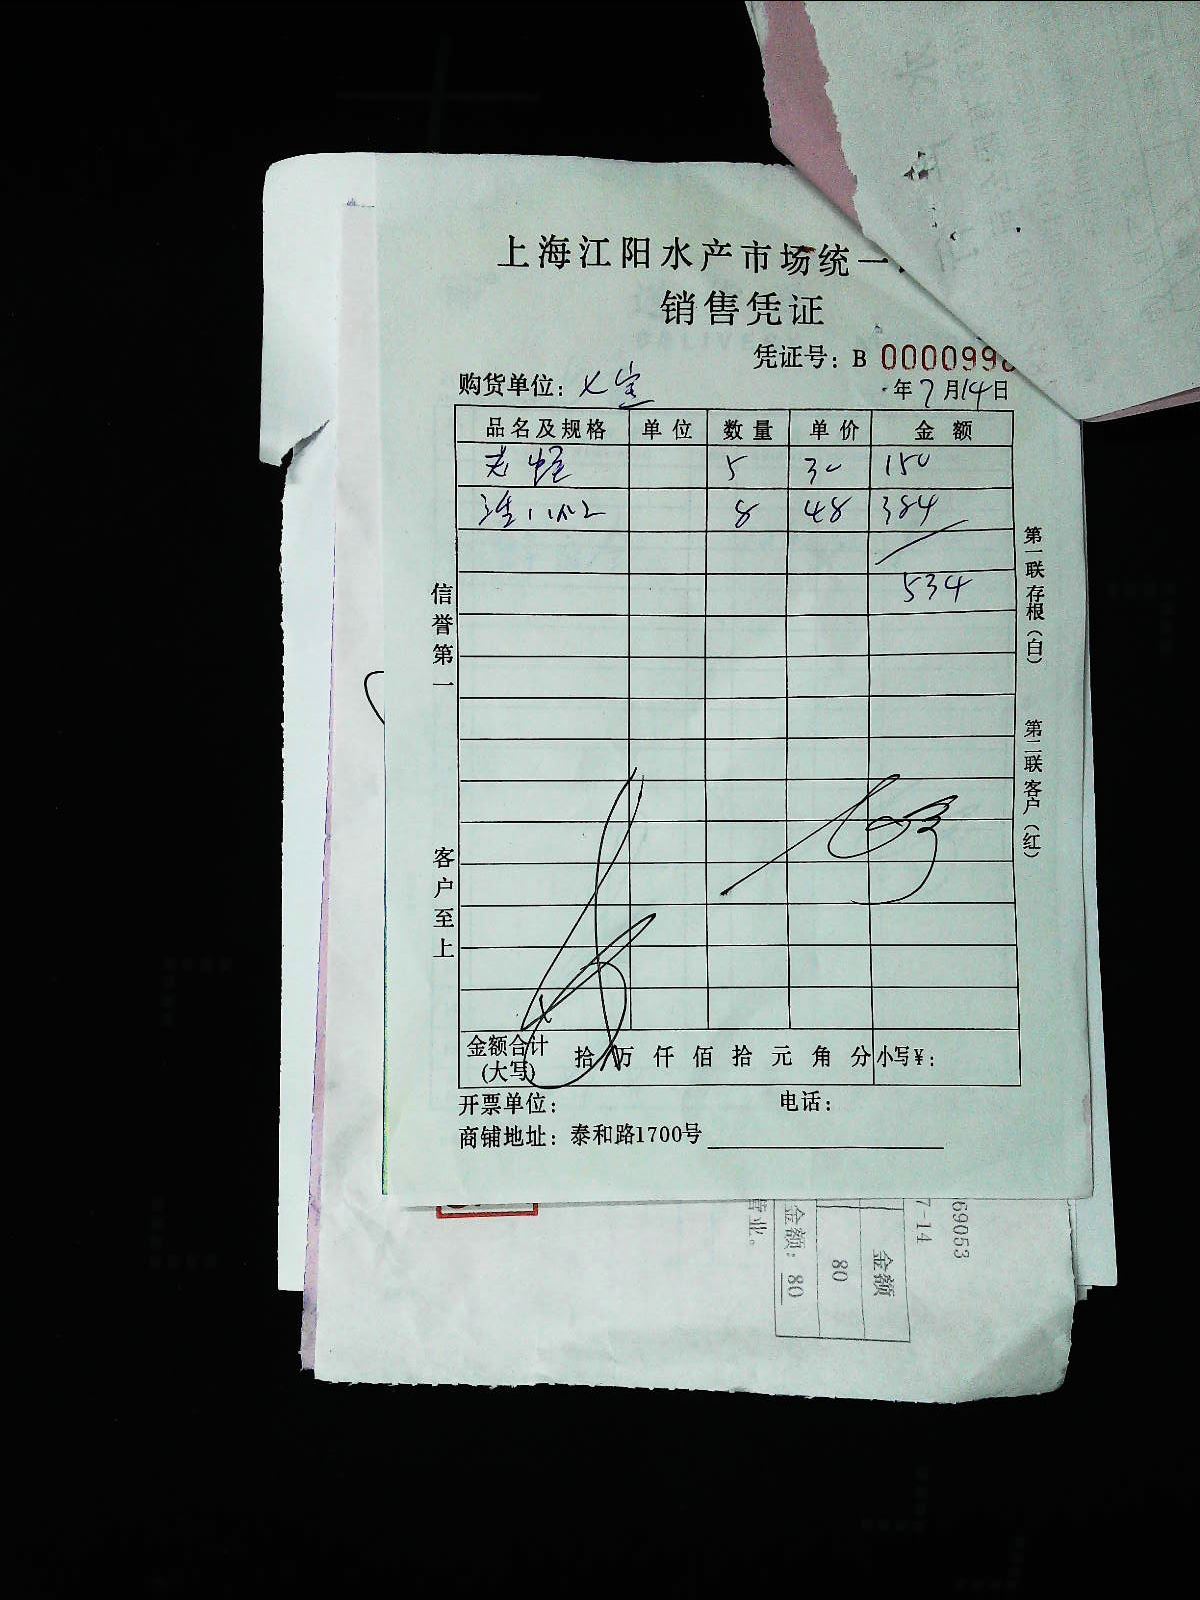 上海江阳水产市场统一
销售凭证
凭证号：B 000099
购货单位：
年7月14日
品名及规格 单位 数量 单价 金额
5 30 150
8 48 384
534
信誉第一
客户至上
第一联存根（白）
第二联客户（红）
金额合计(大写) 拾 万 仟 佰 拾 元 角 分 小写¥：
开票单位： 电话：
商铺地址：泰和路1700号
69053
7-14
金额
80
金额：80
营业。